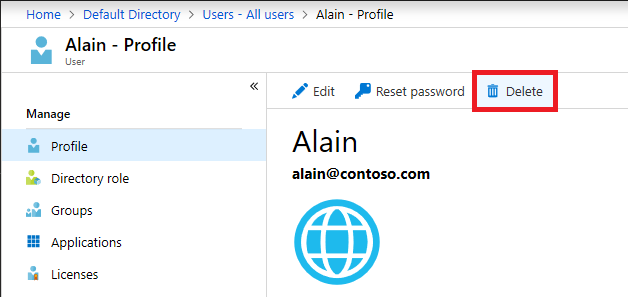 Home > Default Directory > Users - All users > Alain - Profile
Alain - Profile
User
«
Manage
Profile
Directory role
Groups
Applications
Licenses
Edit Reset password Delete
Alain
alain@contoso.com